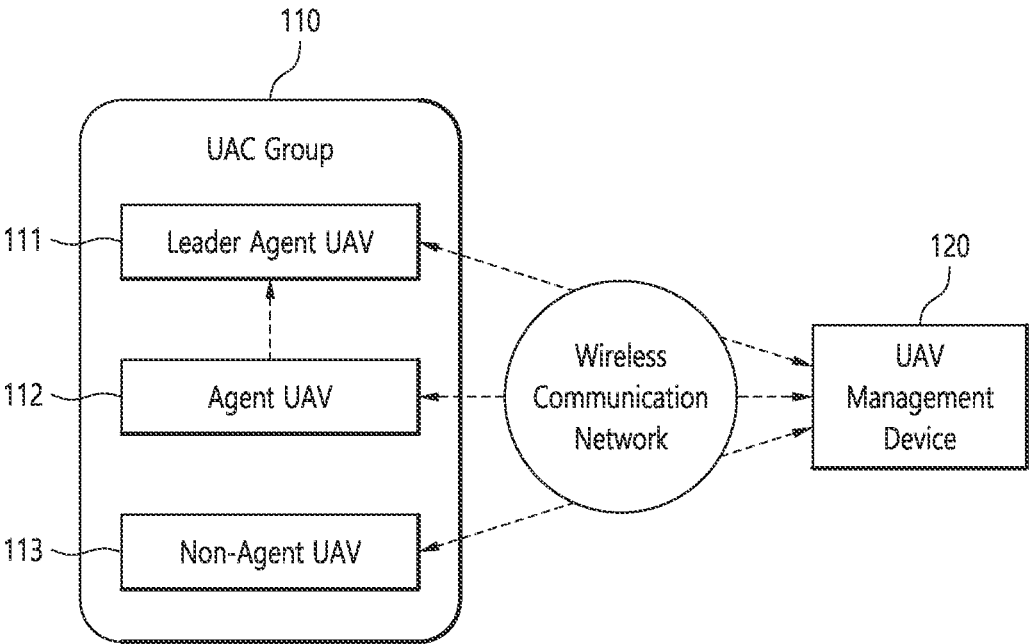 110
UAC Group
111
Leader Agent UAV
120
Wireless
Communication
Network
UAV
Management
Device
112
Agent UAV
113
Non-Agent UAV